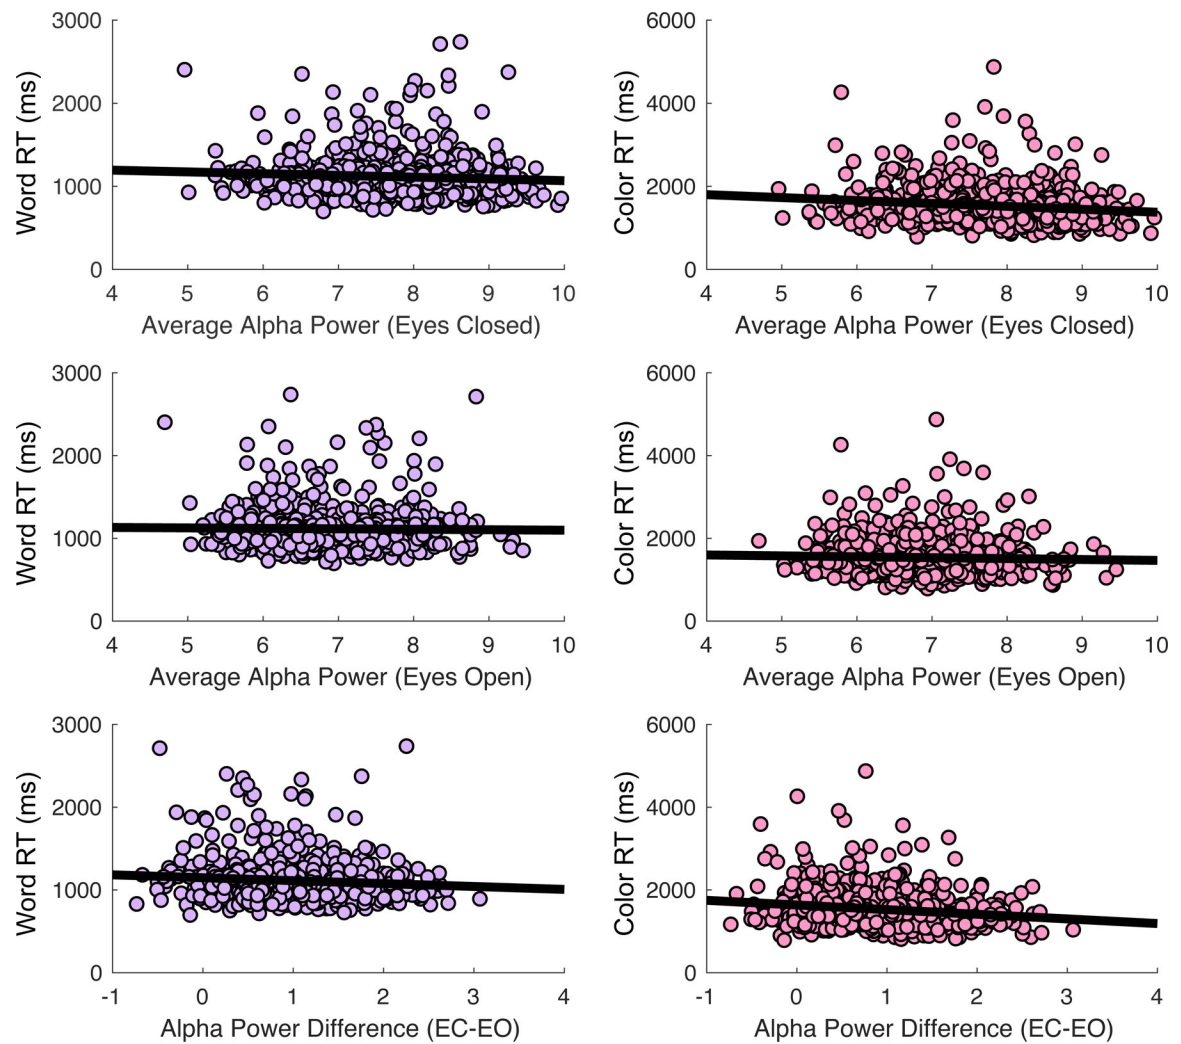 3000
2000
1000
0
Word RT (ms)
4 5 6 7 8 9 10
Average Alpha Power (Eyes Closed)
6000
4000
2000
0
Color RT (ms)
4 5 6 7 8 9 10
Average Alpha Power (Eyes Closed)
3000
2000
1000
0
Word RT (ms)
4 5 6 7 8 9 10
Average Alpha Power (Eyes Open)
6000
4000
2000
0
Color RT (ms)
4 5 6 7 8 9 10
Average Alpha Power (Eyes Open)
3000
2000
1000
0
Word RT (ms)
-1 0 1 2 3 4
Alpha Power Difference (EC-EO)
6000
4000
2000
0
Color RT (ms)
-1 0 1 2 3 4
Alpha Power Difference (EC-EO)